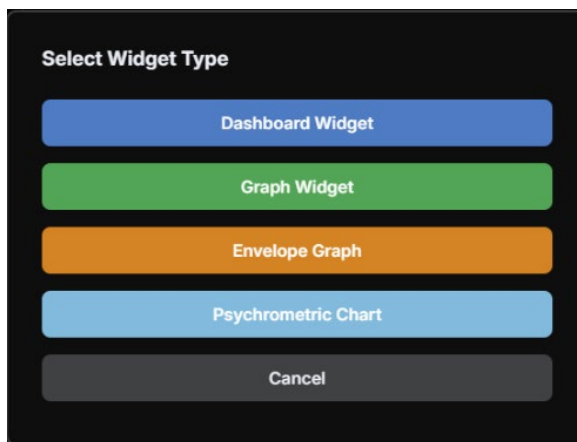 Select Widget Type
Dashboard Widget
Graph Widget
Envelope Graph
Psychrometric Chart
Cancel